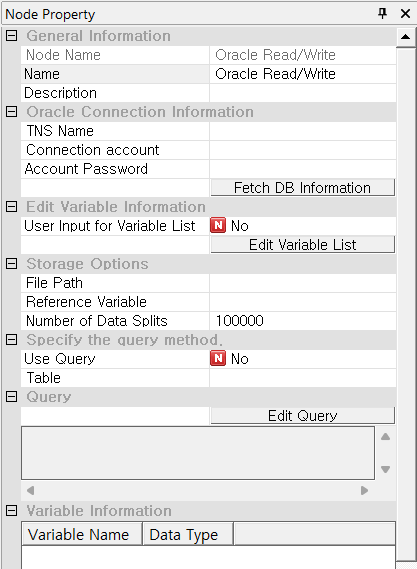 Node Property
General Information
Node Name Oracle Read/Write
Name Oracle Read/Write
Description
Oracle Connection Information
TNS Name
Connection account
Account Password
Fetch DB Information
Edit Variable Information
User Input for Variable List N No
Edit Variable List
Storage Options
File Path
Reference Variable
Number of Data Splits 100000
Specify the query method.
Use Query N No
Table
Query
Edit Query
Variable Information
Variable Name Data Type